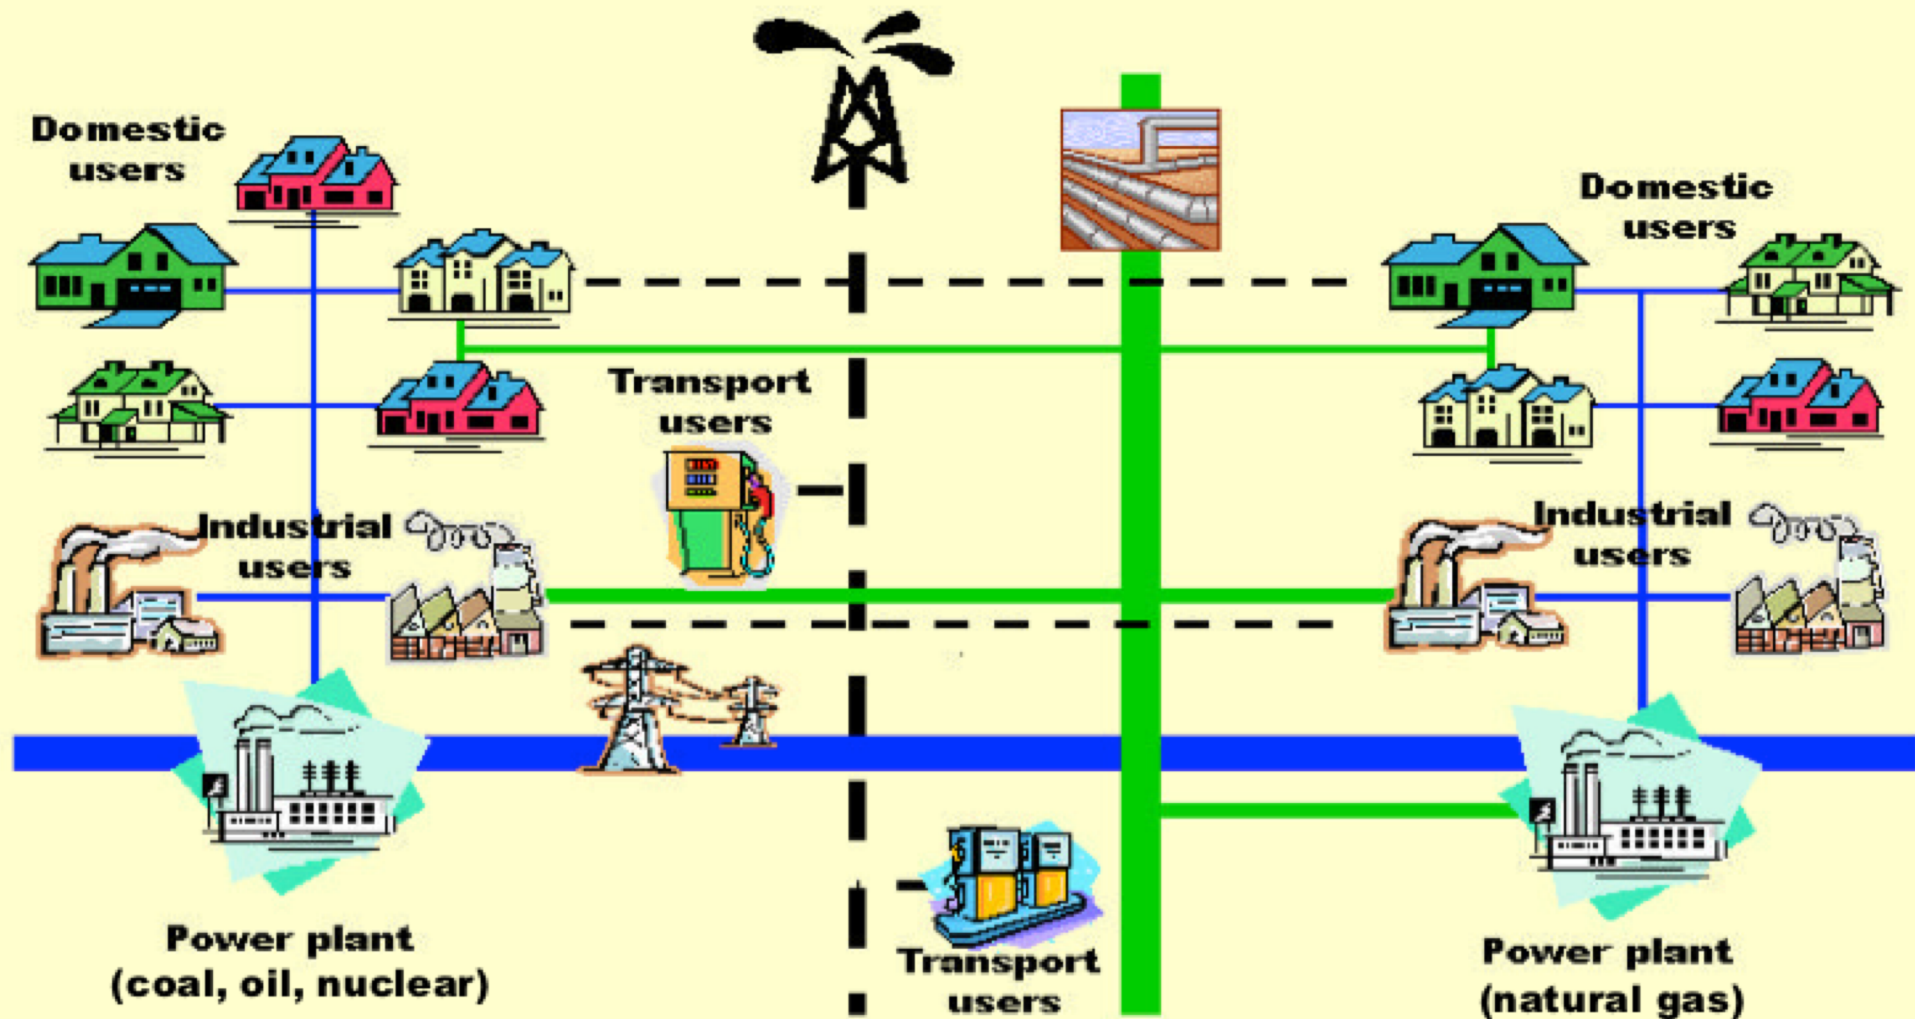 Domestic
users
Domestic
users
Transport
users
Industrial
users
Industrial
users
Power plant
(coal, oil, nuclear)
Transport
users
Power plant
(natural gas)